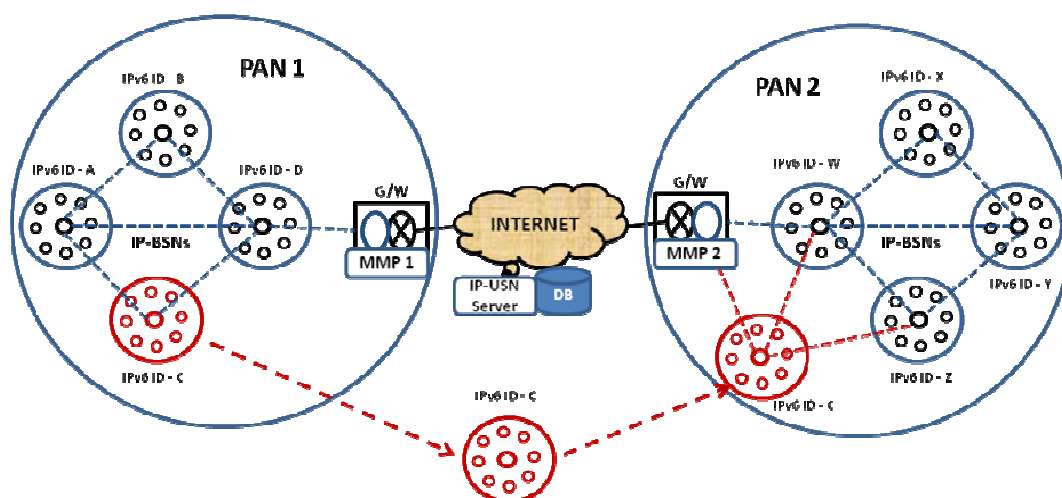 PAN 1
IPv6 ID - B
IPv6 ID - A
IPv6 ID - D
IP-BSNs
IPv6 ID - C
G/W
MMP 1
INTERNET
IP-USN
Server
DB
IPv6 ID - C
PAN 2
IPv6 ID - X
IPv6 ID - W
G/W
MMP 2
IP-BSNs
IPv6 ID - Y
IPv6 ID - Z
IPv6 ID - C